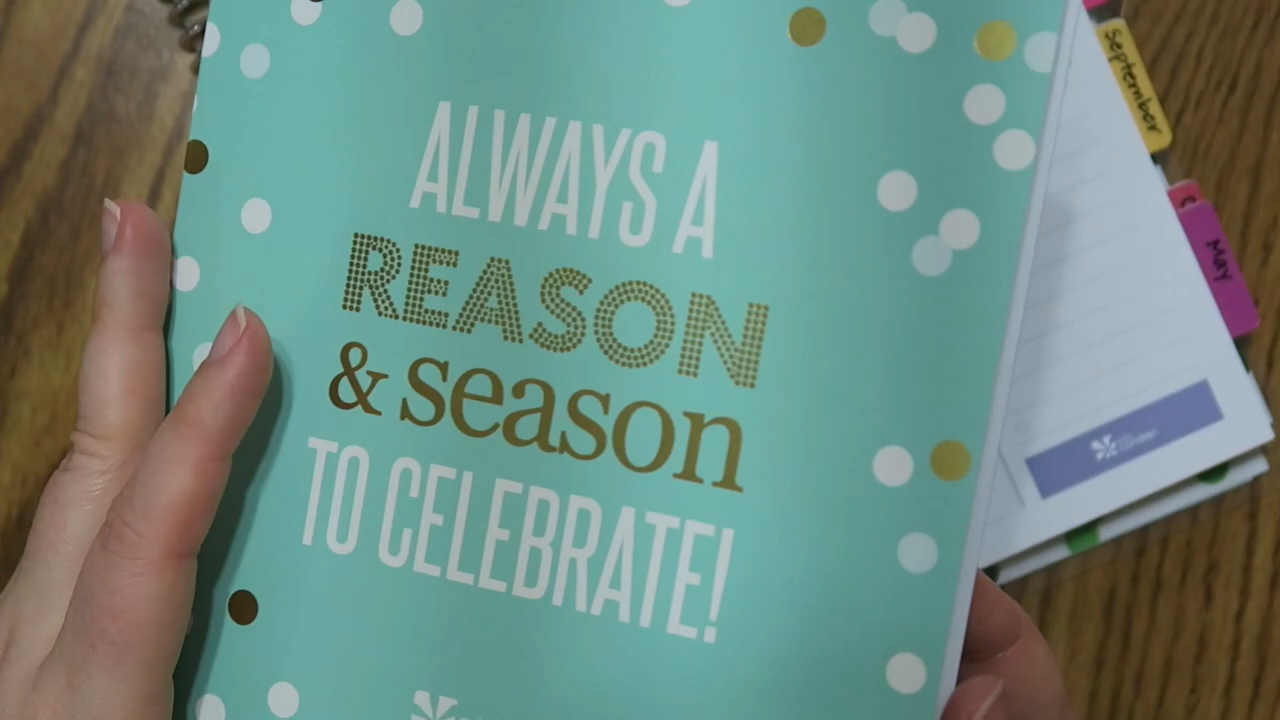 ALWAYS A
REASON
& season
TO CELEBRATE!
September
May